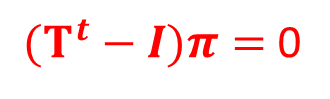 (Tᵗ − I)π = 0